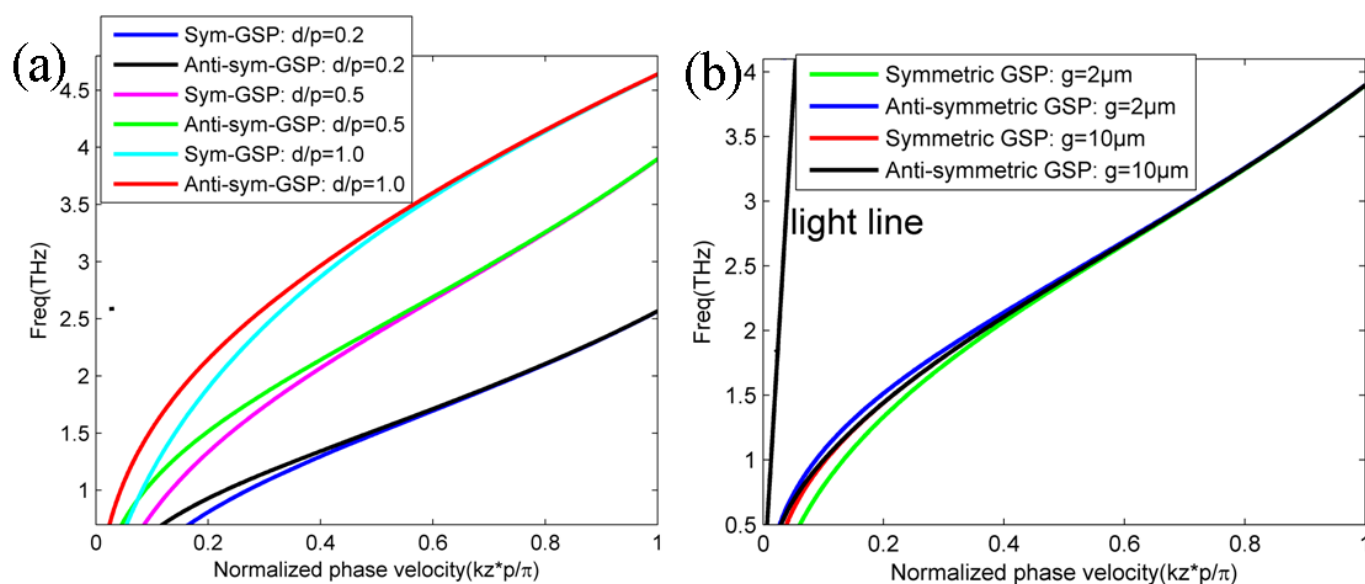 (a)
Sym-GSP: d/p=0.2
Anti-sym-GSP: d/p=0.2
Sym-GSP: d/p=0.5
Anti-sym-GSP: d/p=0.5
Sym-GSP: d/p=1.0
Anti-sym-GSP: d/p=1.0
4.5
4
3.5
3
2.5
2
1.5
1
Freq(THz)
0 0.2 0.4 0.6 0.8 1
Normalized phase velocity(kz*p/π)
(b)
Symmetric GSP: g=2μm
Anti-symmetric GSP: g=2μm
Symmetric GSP: g=10μm
Anti-symmetric GSP: g=10μm
light line
4
3.5
3
2.5
2
1.5
1
0.5
Freq(THz)
0 0.2 0.4 0.6 0.8 1
Normalized phase velocity(kz*p/π)